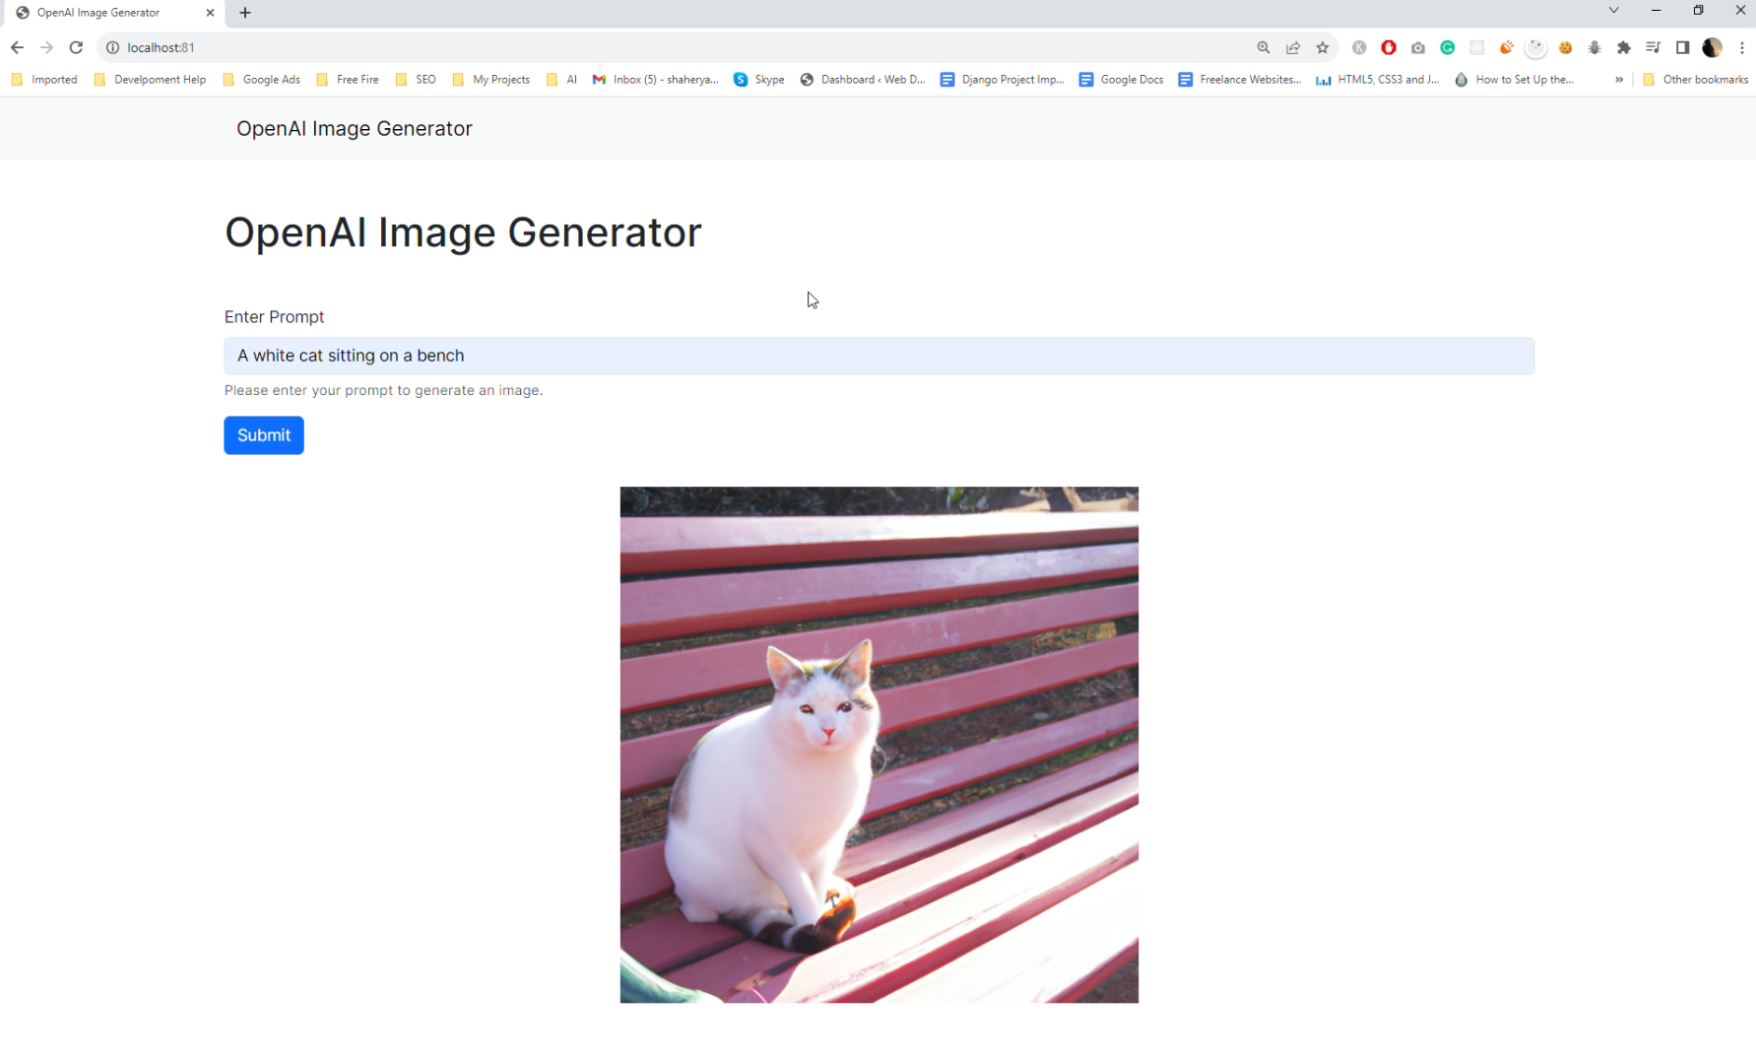 OpenAI Image Generator
localhost:81
Imported Develpoment Help Google Ads Free Fire SEO My Projects AI Inbox (5) - shaherya... Skype Dashboard ‹ Web D... Django Project Imp... Google Docs Freelance Websites... HTML5, CSS3 and J... How to Set Up the... » Other bookmarks
OpenAI Image Generator
OpenAI Image Generator
Enter Prompt
A white cat sitting on a bench
Please enter your prompt to generate an image.
Submit